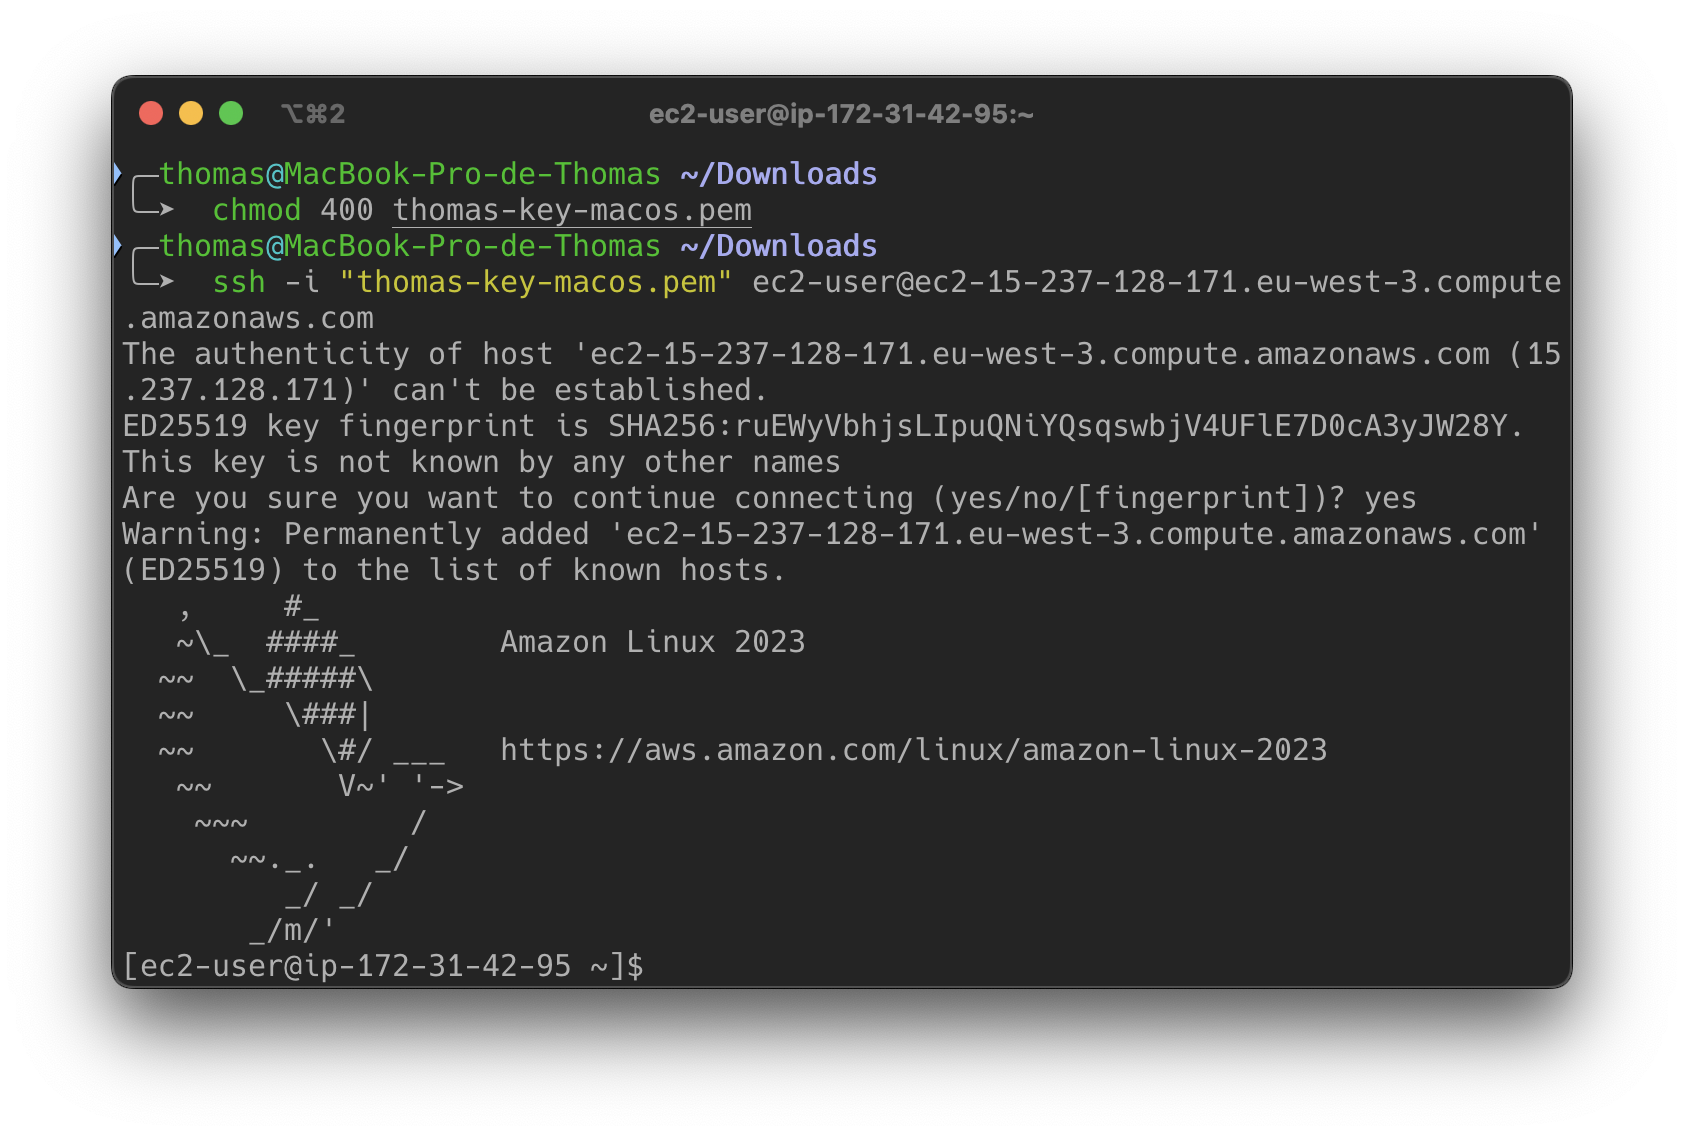 ⌥⌘2 ec2-user@ip-172-31-42-95:~
thomas@MacBook-Pro-de-Thomas ~/Downloads
chmod 400 thomas-key-macos.pem
thomas@MacBook-Pro-de-Thomas ~/Downloads
ssh -i "thomas-key-macos.pem" ec2-user@ec2-15-237-128-171.eu-west-3.compute
.amazonaws.com
The authenticity of host 'ec2-15-237-128-171.eu-west-3.compute.amazonaws.com (15
.237.128.171)' can't be established.
ED25519 key fingerprint is SHA256:ruEWyVbhjsLIpuQNiYQsqswbjV4UFlE7D0cA3yJW28Y.
This key is not known by any other names
Are you sure you want to continue connecting (yes/no/[fingerprint])? yes
Warning: Permanently added 'ec2-15-237-128-171.eu-west-3.compute.amazonaws.com'
(ED25519) to the list of known hosts.
   ,     #_
   ~\_  ####_        Amazon Linux 2023
  ~~  \_#####\
  ~~     \###|
  ~~       \#/ ___   https://aws.amazon.com/linux/amazon-linux-2023
   ~~       V~' '->
    ~~~         /
      ~~._.   _/
         _/ _/
       _/m/'
[ec2-user@ip-172-31-42-95 ~]$